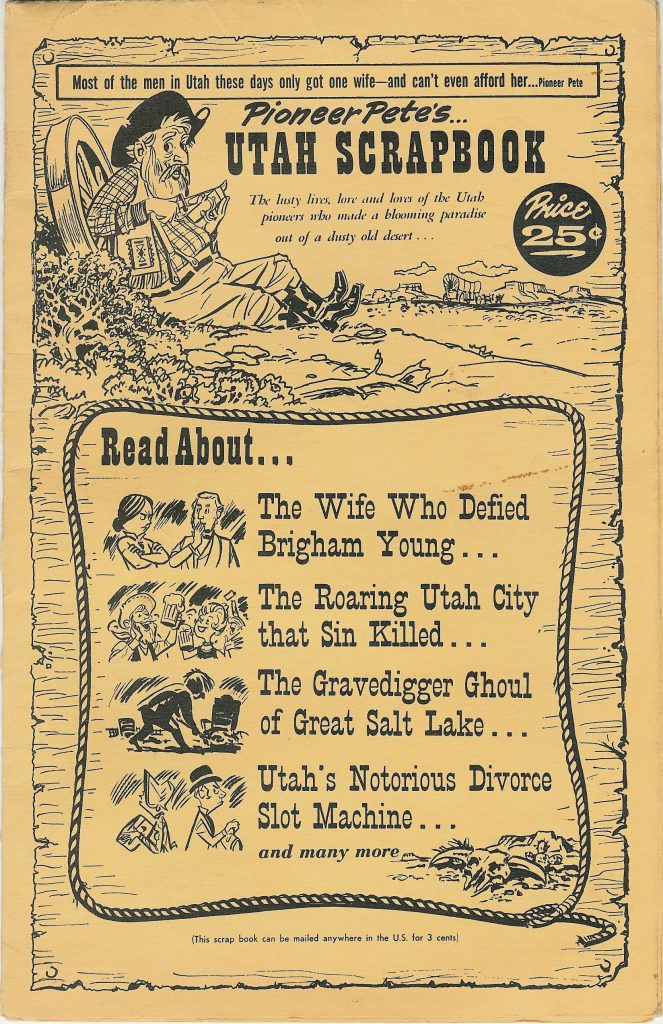 Most of the men in Utah these days only got one wife—and can't even afford her...Pioneer Pete
Pioneer Pete's...
UTAH SCRAPBOOK
The lusty lives, lore and loves of the Utah
pioneers who made a blooming paradise
out of a dusty old desert . . .
Price
25¢
Read About...
The Wife Who Defied
Brigham Young...
The Roaring Utah City
that Sin Killed...
The Gravedigger Ghoul
of Great Salt Lake...
Utah's Notorious Divorce
Slot Machine...
and many more
(This scrap book can be mailed anywhere in the U.S. for 3 cents)